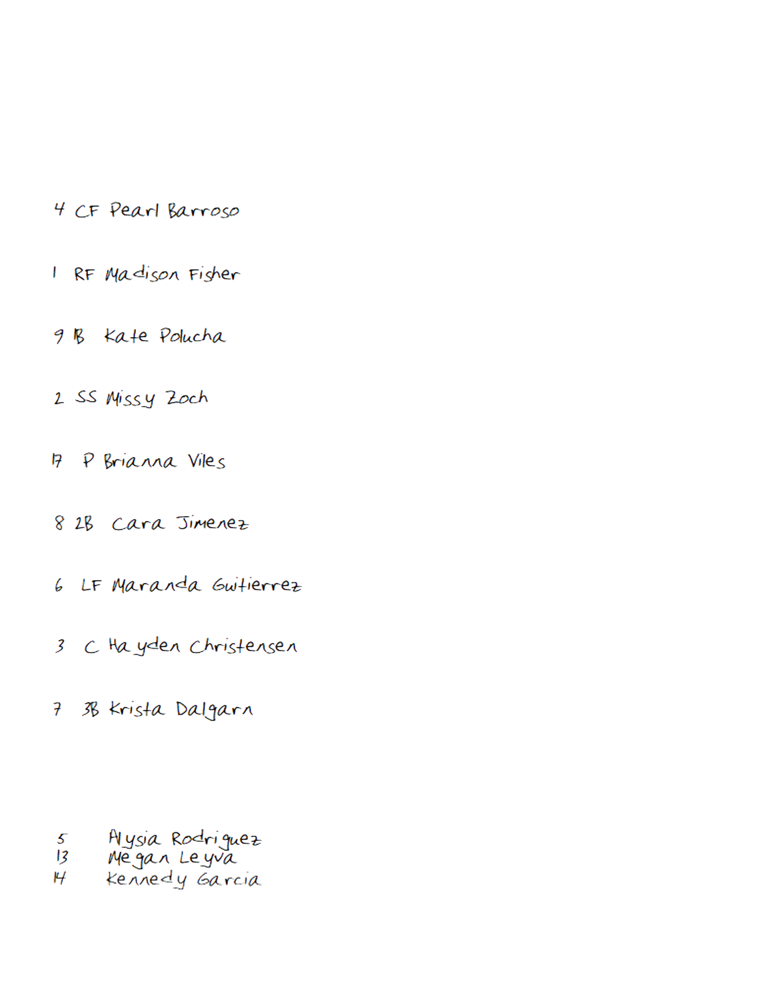 4 CF Pearl Barroso
1 RF Madison Fisher
9 1B Kate Polucha
2 SS Missy Zoch
17 P Brianna Viles
8 2B Cara Jimenez
6 LF Maranda Guitierrez
3 C Hayden Christensen
7 3B Krista Dalgarn
5 Alysia Rodriguez
13 Megan Leyva
14 Kennedy Garcia